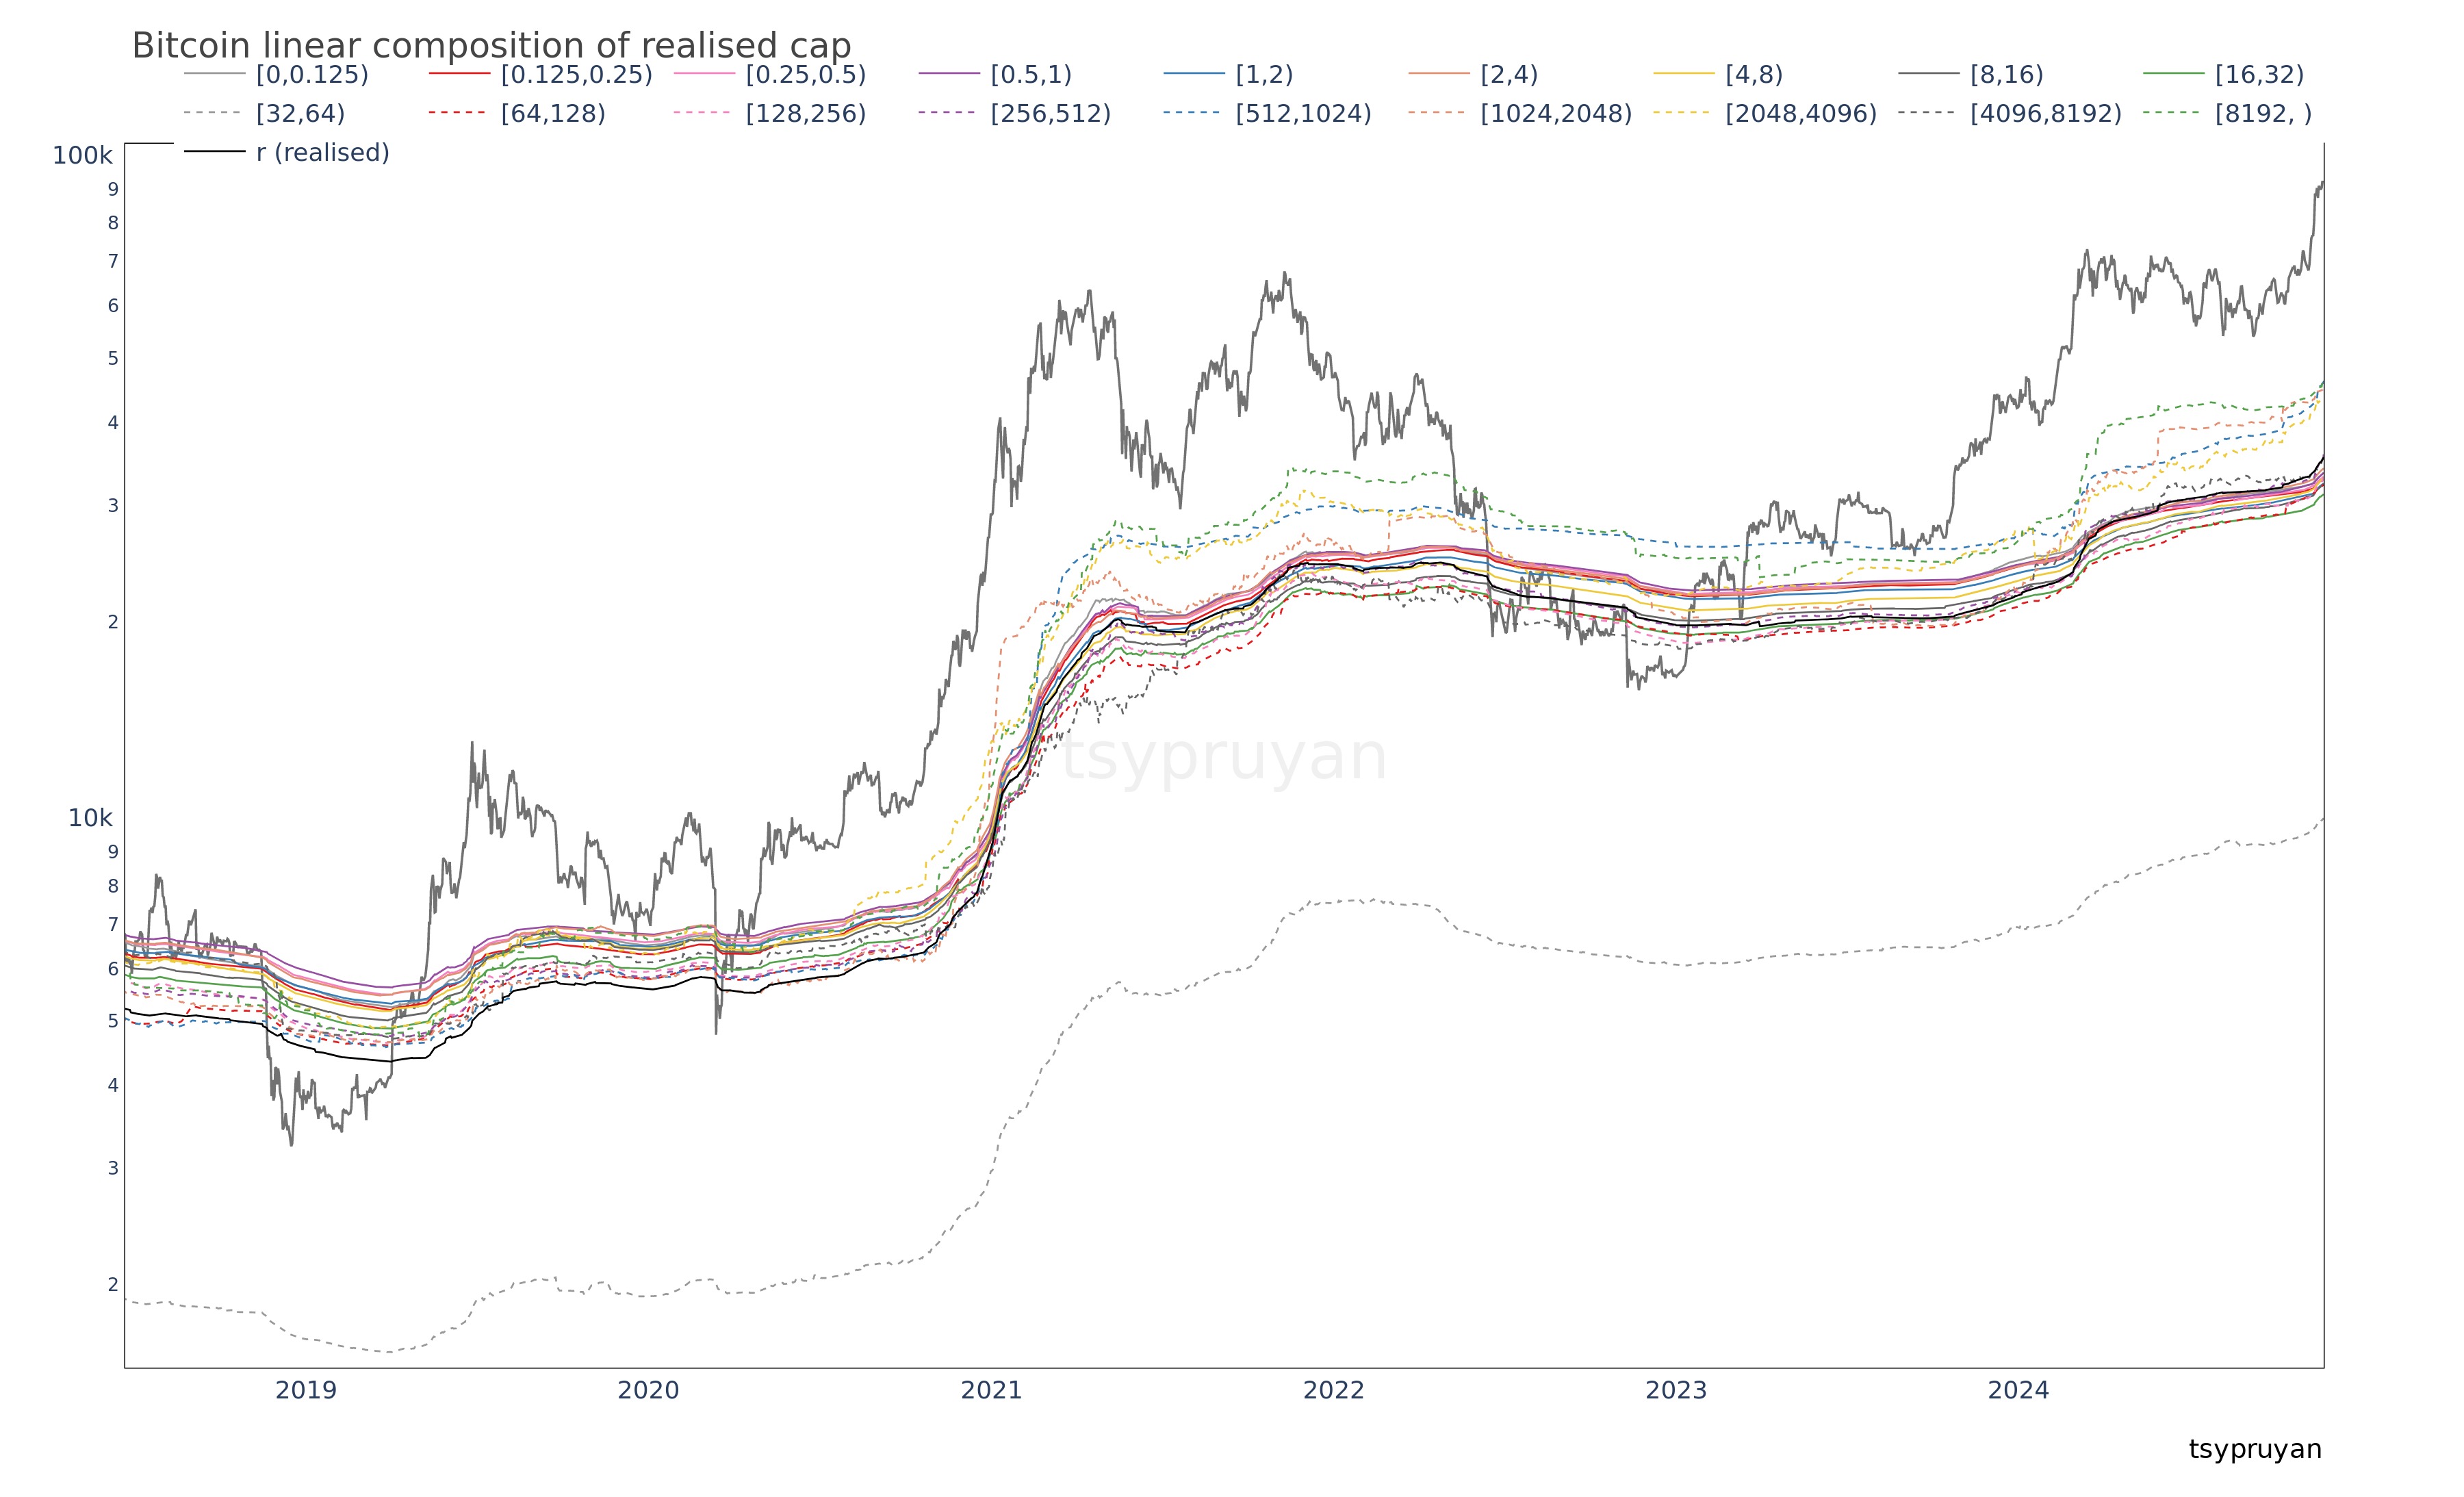 Bitcoin linear composition of realised cap
[0,0.125) [0.125,0.25) [0.25,0.5) [0.5,1) [1,2) [2,4) [4,8) [8,16) [16,32)
[32,64) [64,128) [128,256) [256,512) [512,1024) [1024,2048) [2048,4096) [4096,8192) [8192, )
r (realised)
100k
9
8
7
6
5
4
3
2
10k
9
8
7
6
5
4
3
2
tsypruyan
2019 2020 2021 2022 2023 2024
tsypruyan